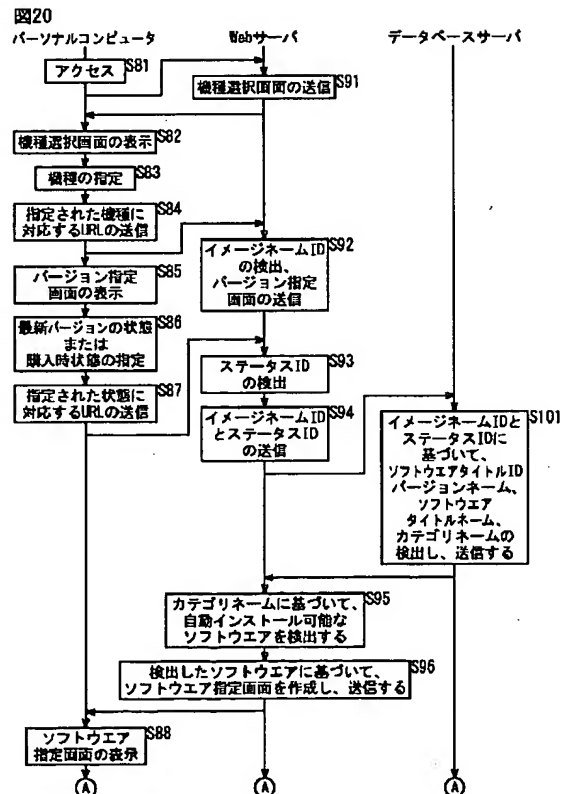 図20
パーソナルコンピュータ
Webサーバ
データベースサーバ
アクセス
S81
機種選択画面の送信
S91
機種選択画面の表示
S82
機種の指定
S83
指定された機種に
対応するURLの送信
S84
イメージネームID
の検出、
バージョン指定
画面の送信
S92
バージョン指定
画面の表示
S85
最新バージョンの状態
または
購入時状態の指定
S86
ステータスID
の検出
S93
指定された状態に
対応するURLの送信
S87
イメージネームID
とステータスID
の送信
S94
イメージネームIDと
ステータスIDに
基づいて、
ソフトウエアタイトルID
バージョンネーム、
ソフトウエア
タイトルネーム、
カテゴリネームの
検出し、送信する
S101
カテゴリネームに基づいて、
自動インストール可能な
ソフトウエアを検出する
S95
検出したソフトウエアに基づいて、
ソフトウエア指定画面を作成し、送信する
S96
ソフトウエア
指定画面の表示
S88
A
A
A